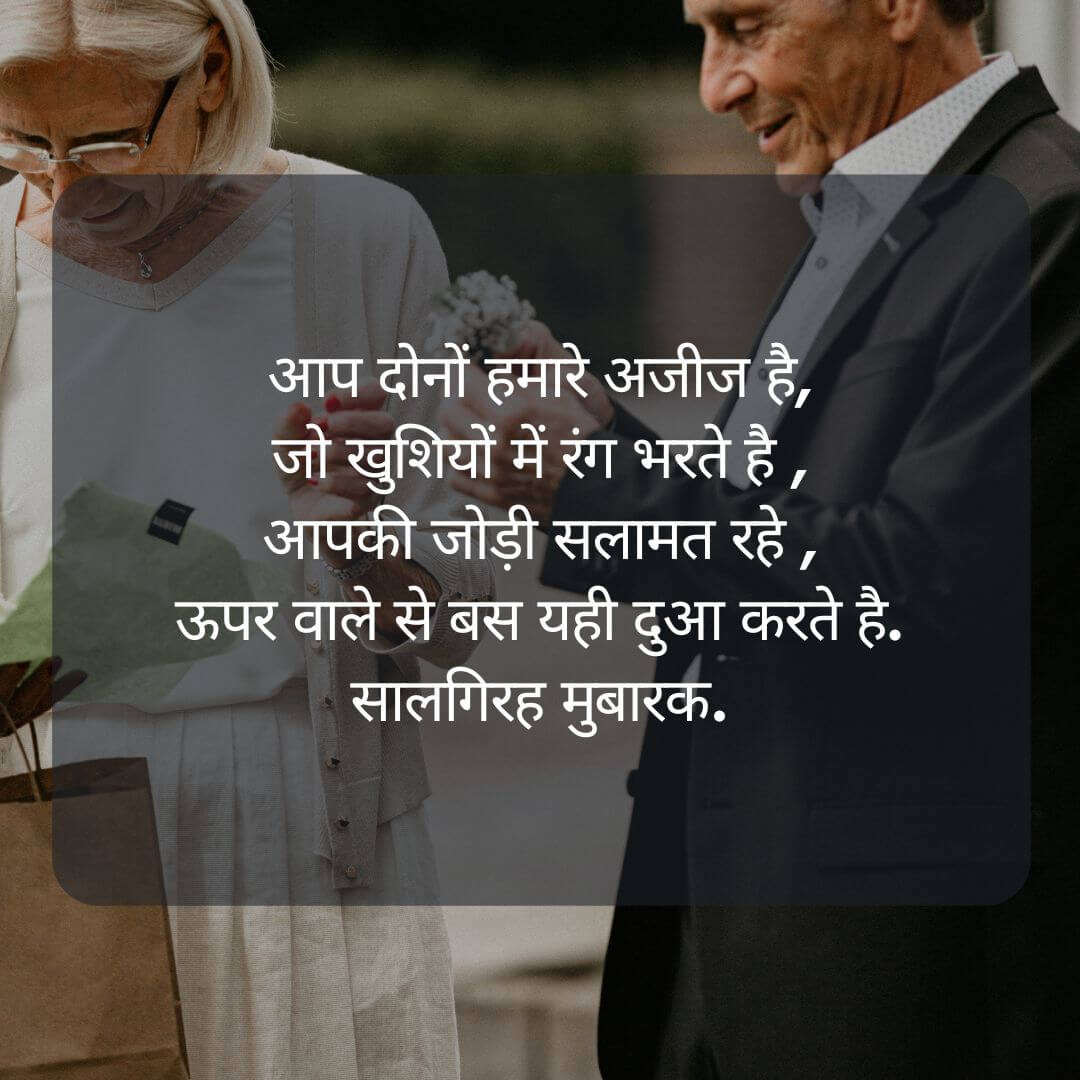 आप दोनों हमारे अजीज है,
जो खुशियों में रंग भरते है ,
आपकी जोड़ी सलामत रहे ,
ऊपर वाले से बस यही दुआ करते है.
सालगिरह मुबारक.